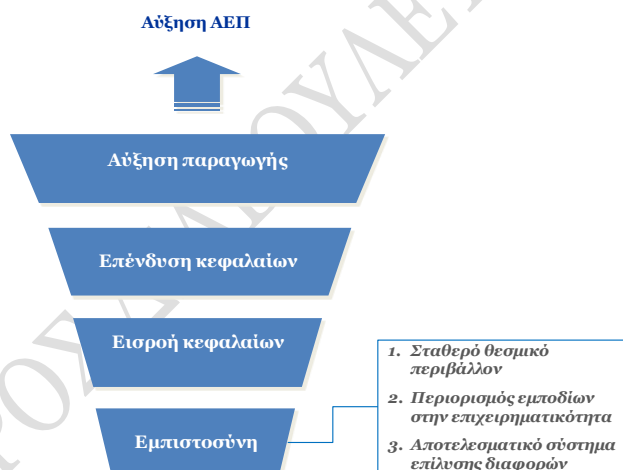 Αύξηση ΑΕΠ
Αύξηση παραγωγής
Επένδυση κεφαλαίων
Εισροή κεφαλαίων
Εμπιστοσύνη
1. Σταθερό θεσμικό
περιβάλλον
2. Περιορισμός εμποδίων
στην επιχειρηματικότητα
3. Αποτελεσματικό σύστημα
επίλυσης διαφορών